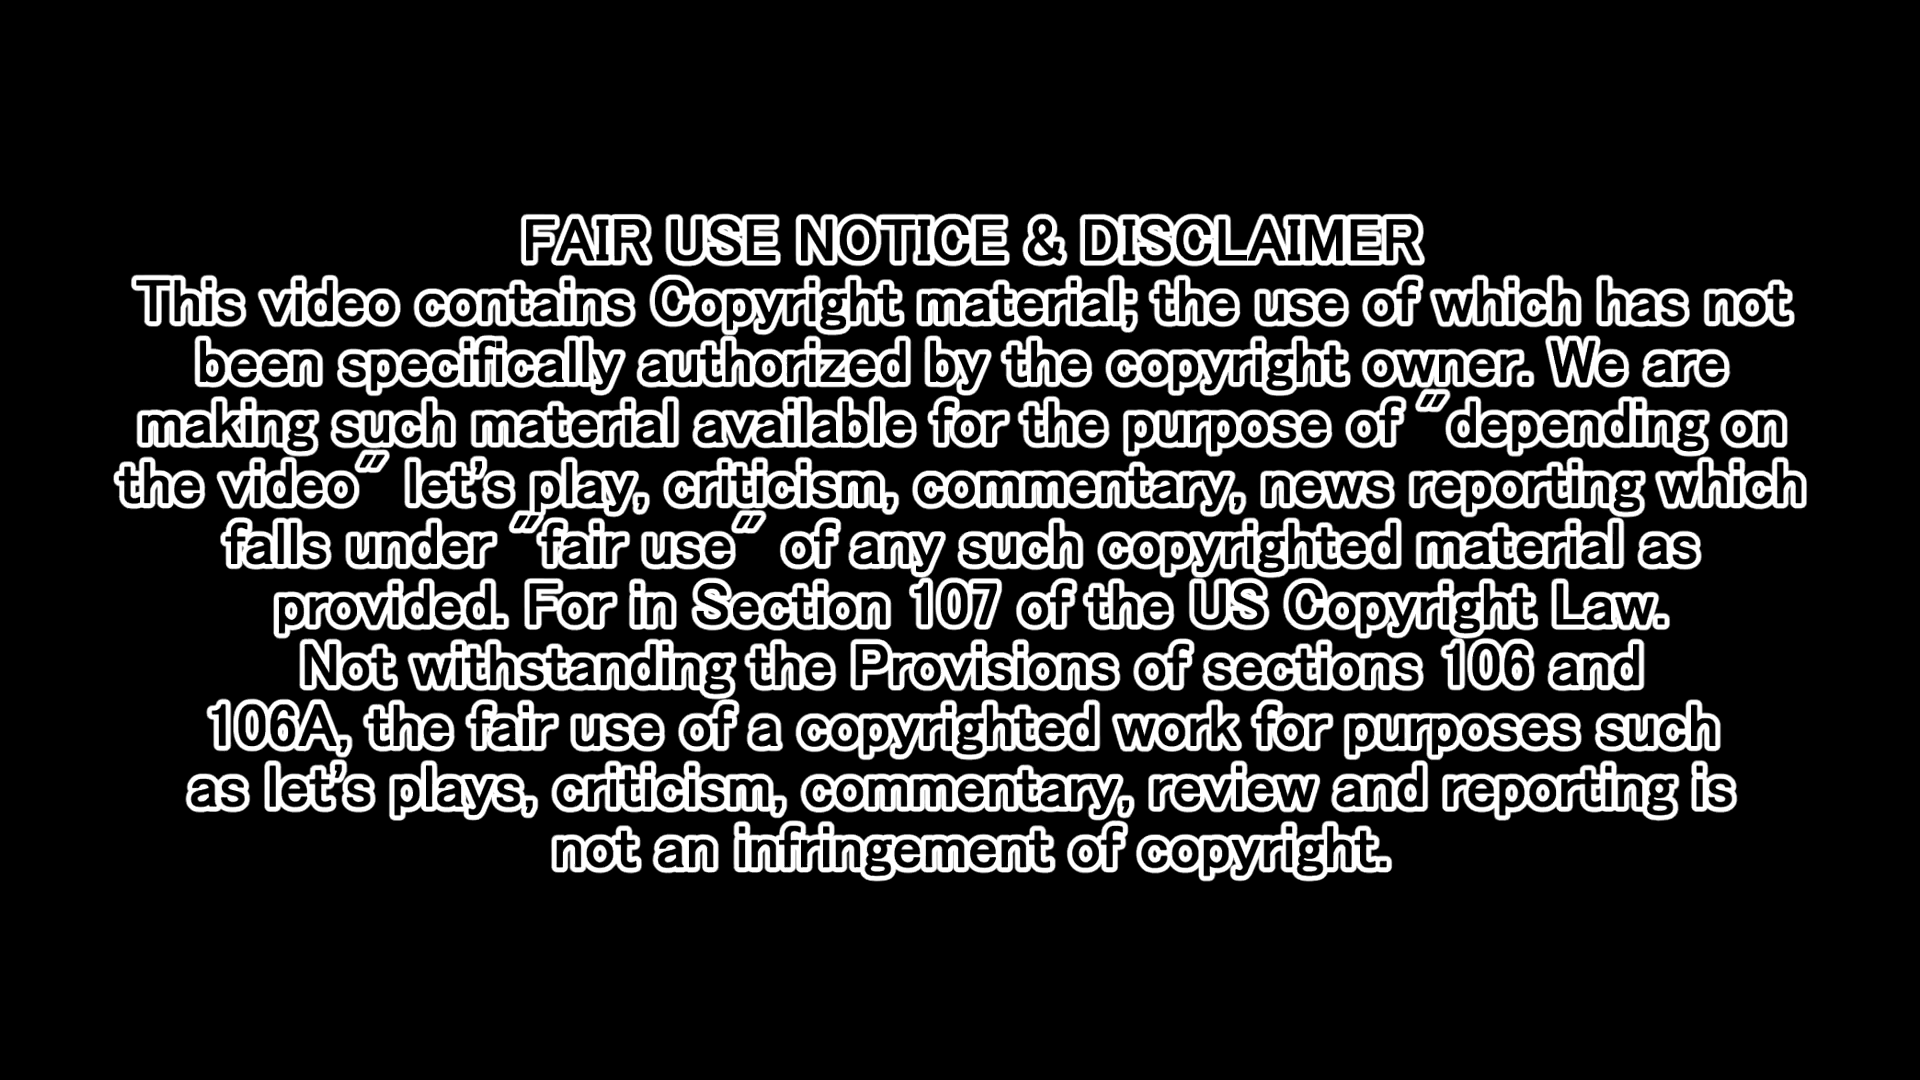 FAIR USE NOTICE & DISCLAIMER
This video contains Copyright material; the use of which has not
been specifically authorized by the copyright owner. We are
making such material available for the purpose of "depending on
the video" let's play, criticism, commentary, news reporting which
falls under "fair use" of any such copyrighted material as
provided. For in Section 107 of the US Copyright Law.
Not withstanding the Provisions of sections 106 and
106A, the fair use of a copyrighted work for purposes such
as let's plays, criticism, commentary, review and reporting is
not an infringement of copyright.